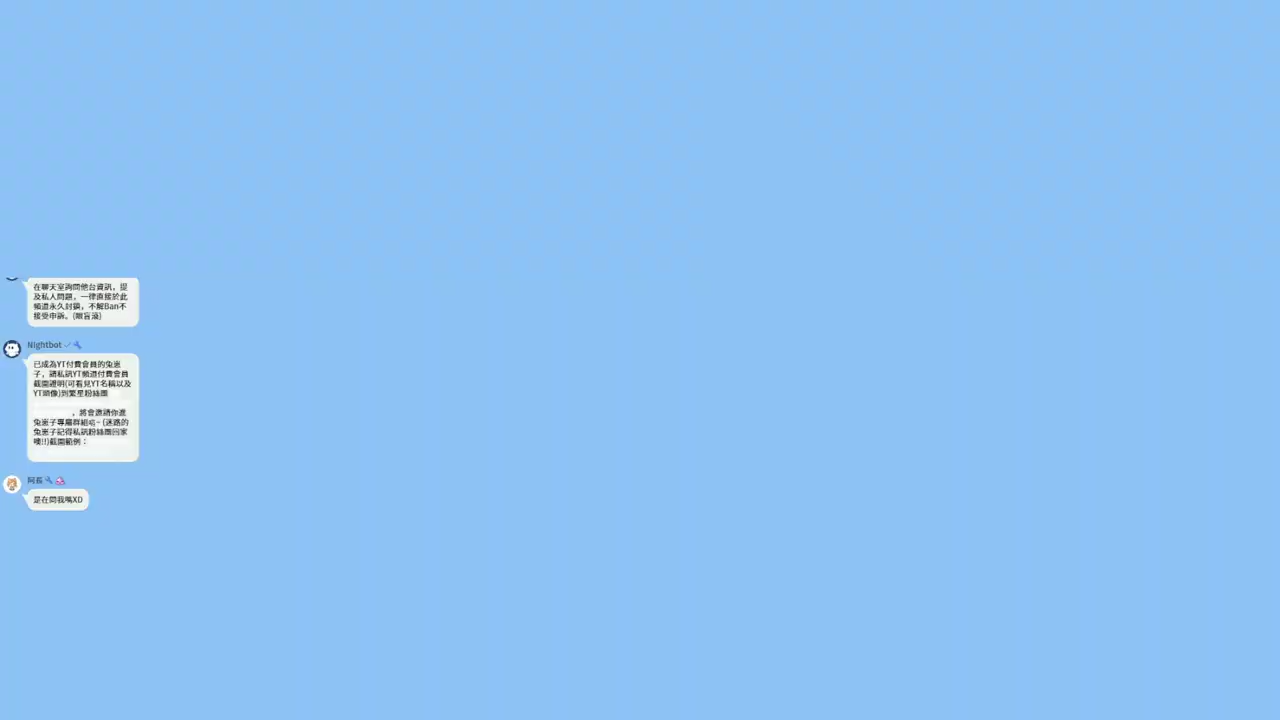 在聊天室詢問他台資訊，提
及私人問題，一律直接於此
頻道永久封鎖，不解Ban不
接受申訴。(眼盲清)
Nightbot
已成為YT付費會員的兔崽
子，請私訊YT頻道付費會員
截圖證明(可看見YT名稱以及
YT頭像)到繁星粉絲團
，將會邀請你進
兔崽子專屬群組唷~ (迷路的
兔崽子記得私訊粉絲團回家
噢!!)截圖範例：
是在問我嗎XD